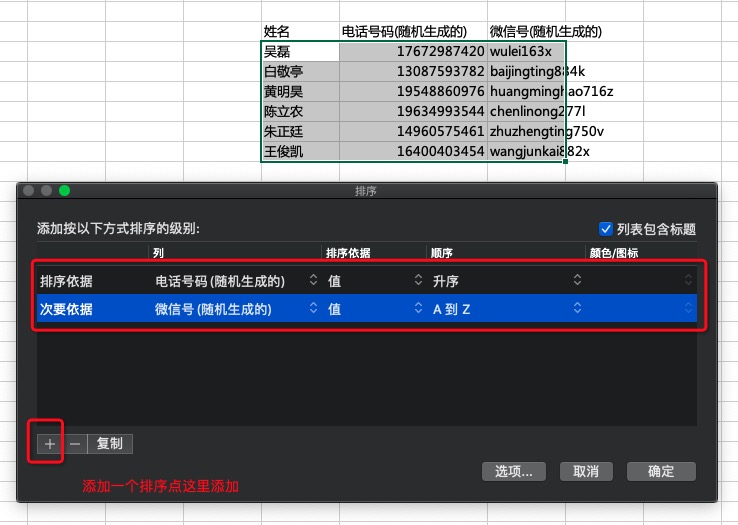 姓名 电话号码(随机生成的) 微信号(随机生成的)
吴磊 17672987420 wulei163x
白敬亭 13087593782 baijingting884k
黄明昊 19548860976 huangminghao716z
陈立农 19634993544 chenlinong277l
朱正廷 14960575461 zhuzhengting750v
王俊凯 16400403454 wangjunkai882x
排序
添加按以下方式排序的级别: 列表包含标题
列 排序依据 顺序 颜色/图标
排序依据 电话号码 (随机生成的) 值 升序
次要依据 微信号 (随机生成的) 值 A 到 Z
+ − 复制
添加一个排序点这里添加
选项... 取消 确定